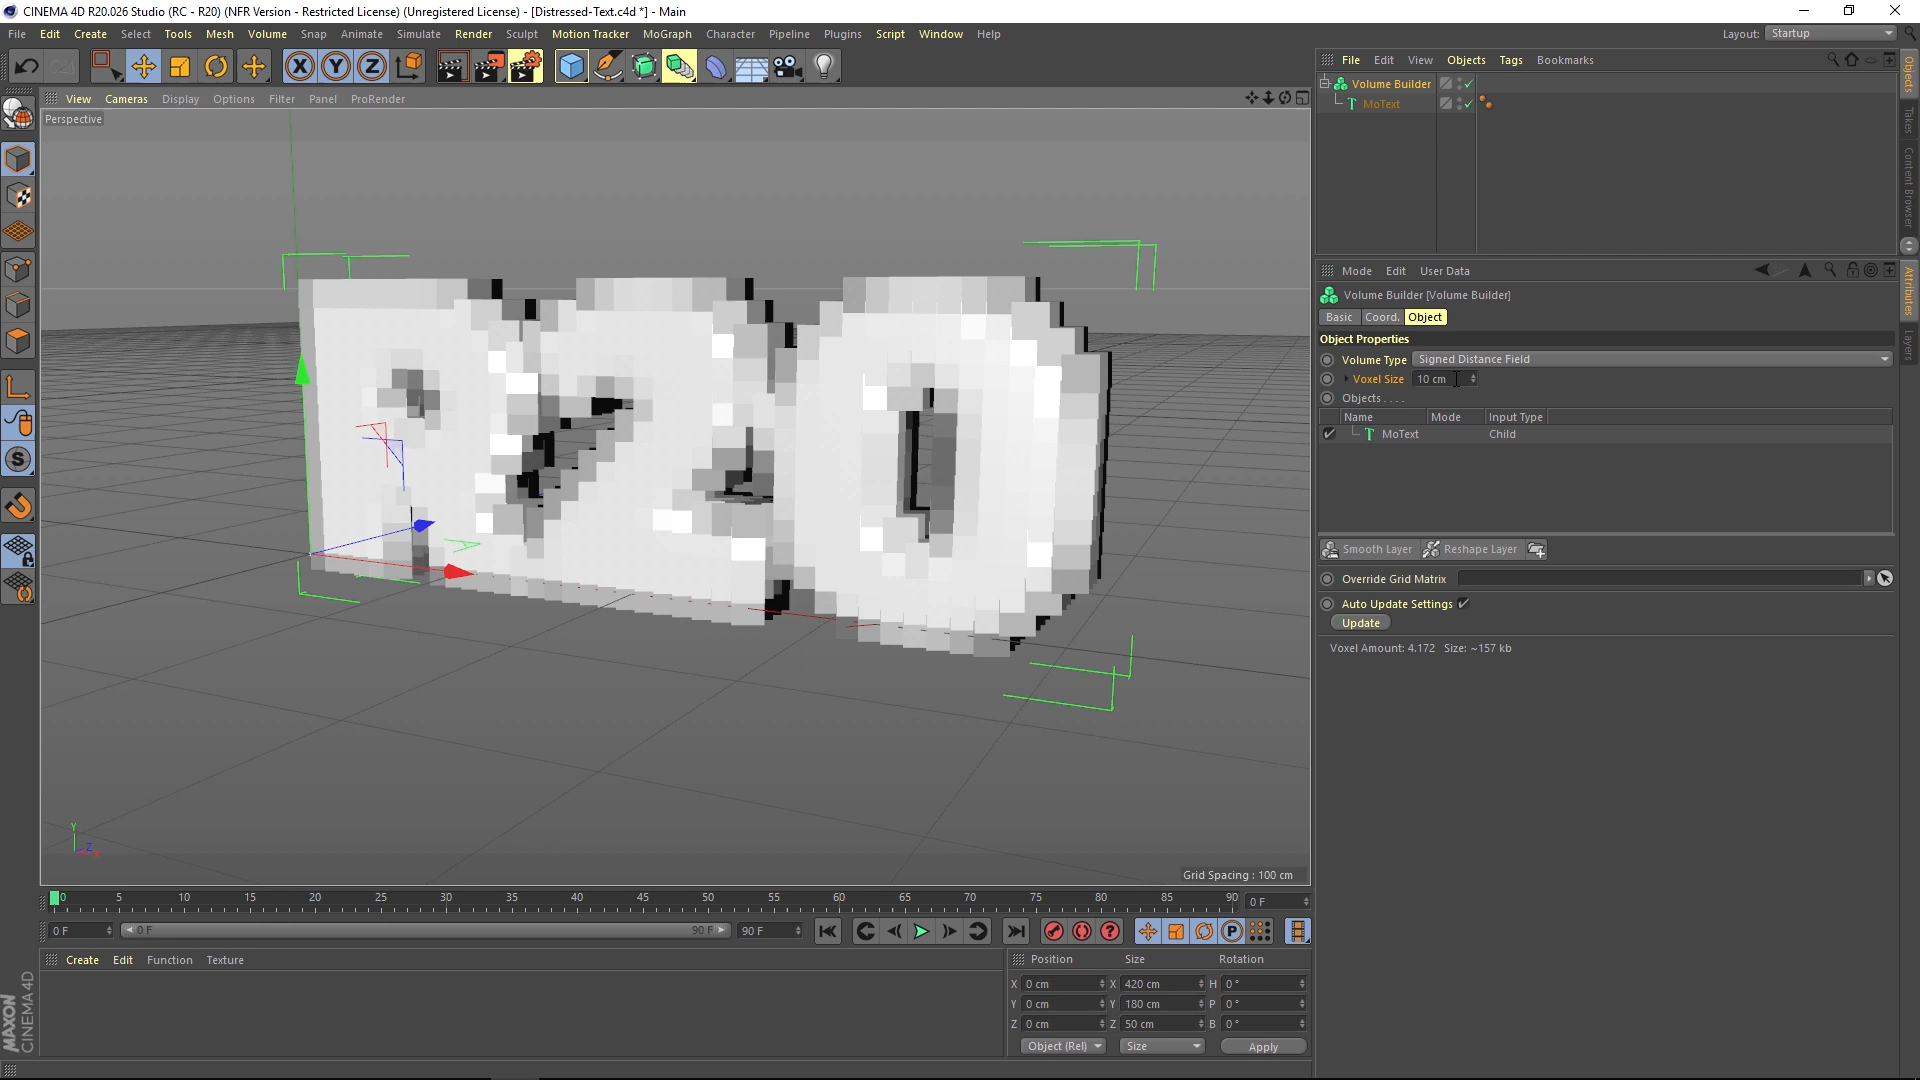 CINEMA 4D R20.026 Studio (RC - R20) (NFR Version - Restricted License) (Unregistered License) - [Distressed-Text.c4d *] - Main
File Edit Create Select Tools Mesh Volume Snap Animate Simulate Render Sculpt Motion Tracker MoGraph Character Pipeline Plugins Script Window Help
Layout: Startup
X Y Z
File Edit View Objects Tags Bookmarks
View Cameras Display Options Filter Panel ProRender
Perspective
Volume Builder
MoText
Objects
Takes
Content Browser
Mode Edit User Data
Attributes
Layers
Volume Builder [Volume Builder]
Basic Coord. Object
Object Properties
Volume Type Signed Distance Field
Voxel Size 10 cm
Objects . . . .
Name Mode Input Type
MoText Child
Smooth Layer Reshape Layer
Override Grid Matrix
Auto Update Settings
Update
Voxel Amount: 4.172 Size: ~157 kb
R20
S
Y
Z
X
Grid Spacing : 100 cm
0 5 10 15 20 25 30 35 40 45 50 55 60 65 70 75 80 85 90 0 F
0 F 0 F 90 F 90 F P
Create Edit Function Texture
Position Size Rotation
X 0 cm X 420 cm H 0 °
Y 0 cm Y 180 cm P 0 °
Z 0 cm Z 50 cm B 0 °
Object (Rel) Size Apply
MAXON
CINEMA 4D